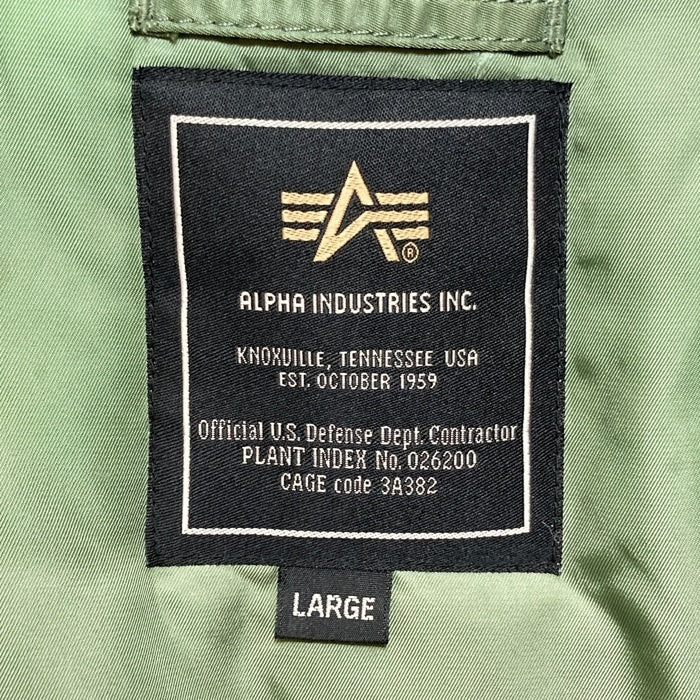 ®
ALPHA INDUSTRIES INC.
KNOXVILLE, TENNESSEE USA
EST. OCTOBER 1959
Official U.S. Defense Dept. Contractor
PLANT INDEX No. 026200
CAGE code 3A382
LARGE